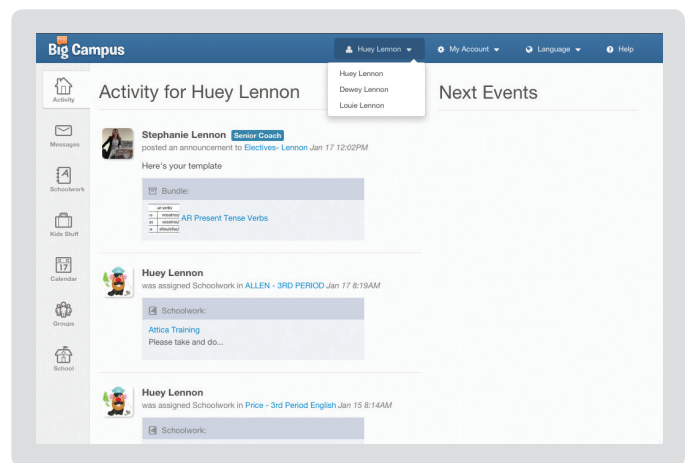 Big Campus
Huey Lennon
My Account
Language
Help
Huey Lennon
Dewey Lennon
Louie Lennon
Activity
Messages
Schoolwork
Kids Stuff
17
Calendar
Groups
School
Activity for Huey Lennon
Next Events
Stephanie Lennon Senior Coach
posted an announcement to Electives- Lennon Jan 17 12:02PM
Here's your template
Bundle:
ar verbs
AR Present Tense Verbs
Huey Lennon
was assigned Schoolwork in ALLEN - 3RD PERIOD Jan 17 8:19AM
Schoolwork:
Attica Training
Please take and do...
Huey Lennon
was assigned Schoolwork in Price - 3rd Period English Jan 15 8:14AM
Schoolwork: